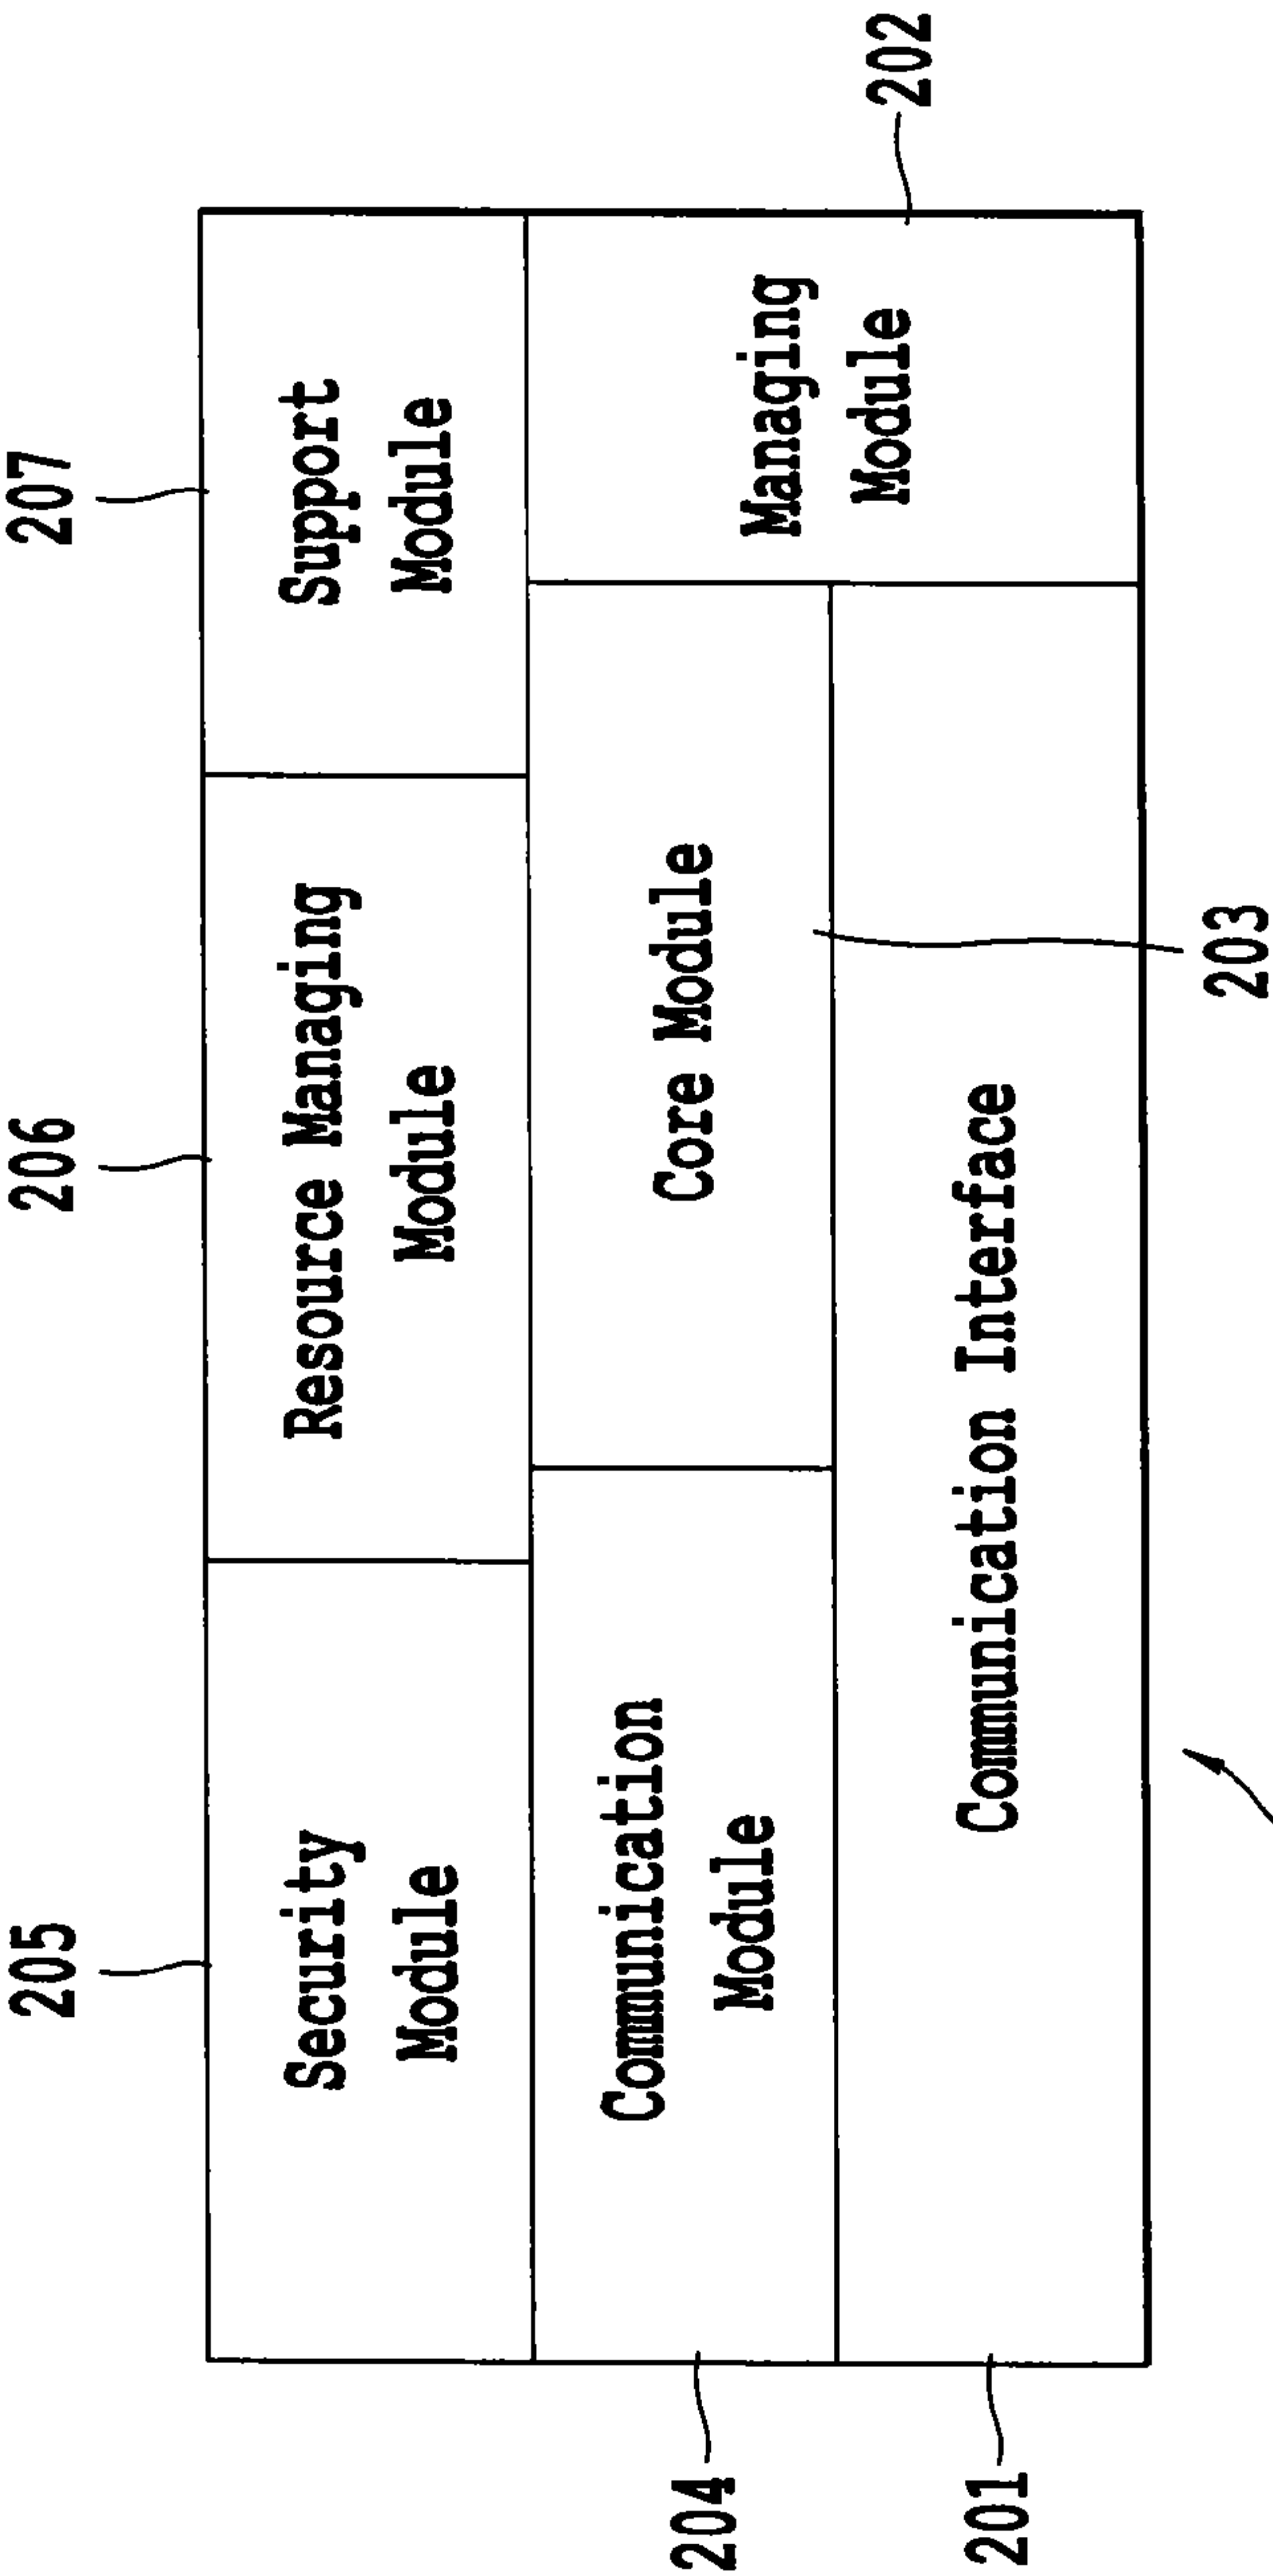 205
206
207
Security
Module
Resource Managing
Module
Support
Module
204
Communication
Module
Core Module
Managing
Module
202
201
Communication Interface
203